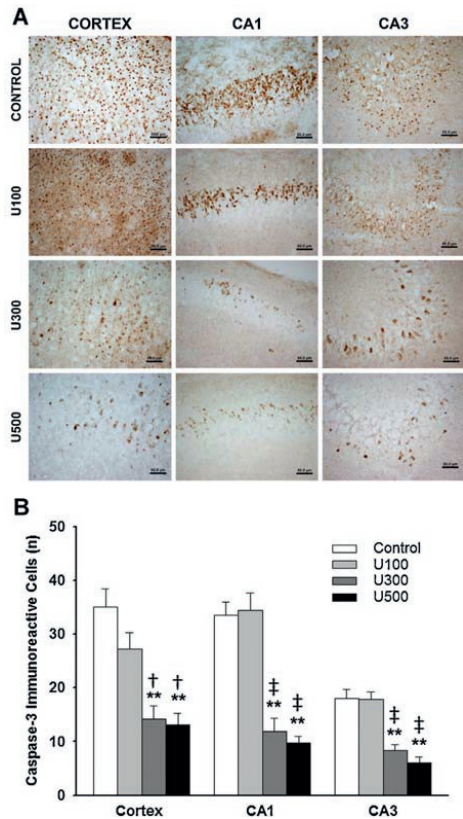 A
CORTEX CA1 CA3
CONTROL
U100
U300
U500
B
Caspase-3 Immunoreactive Cells (n)
50
40
30
20
10
0
Control
U100
U300
U500
† † ‡ ‡ ‡ ‡
** ** ** ** ** **
Cortex CA1 CA3